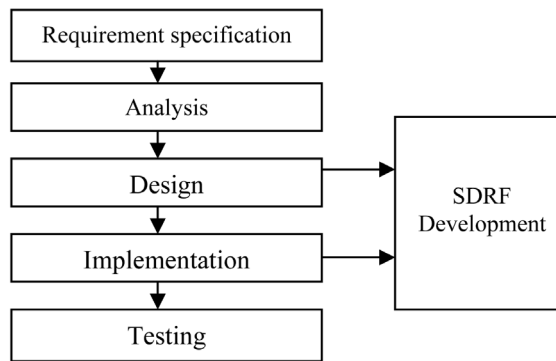 Requirement specification
Analysis
Design
Implementation
Testing
SDRF
Development